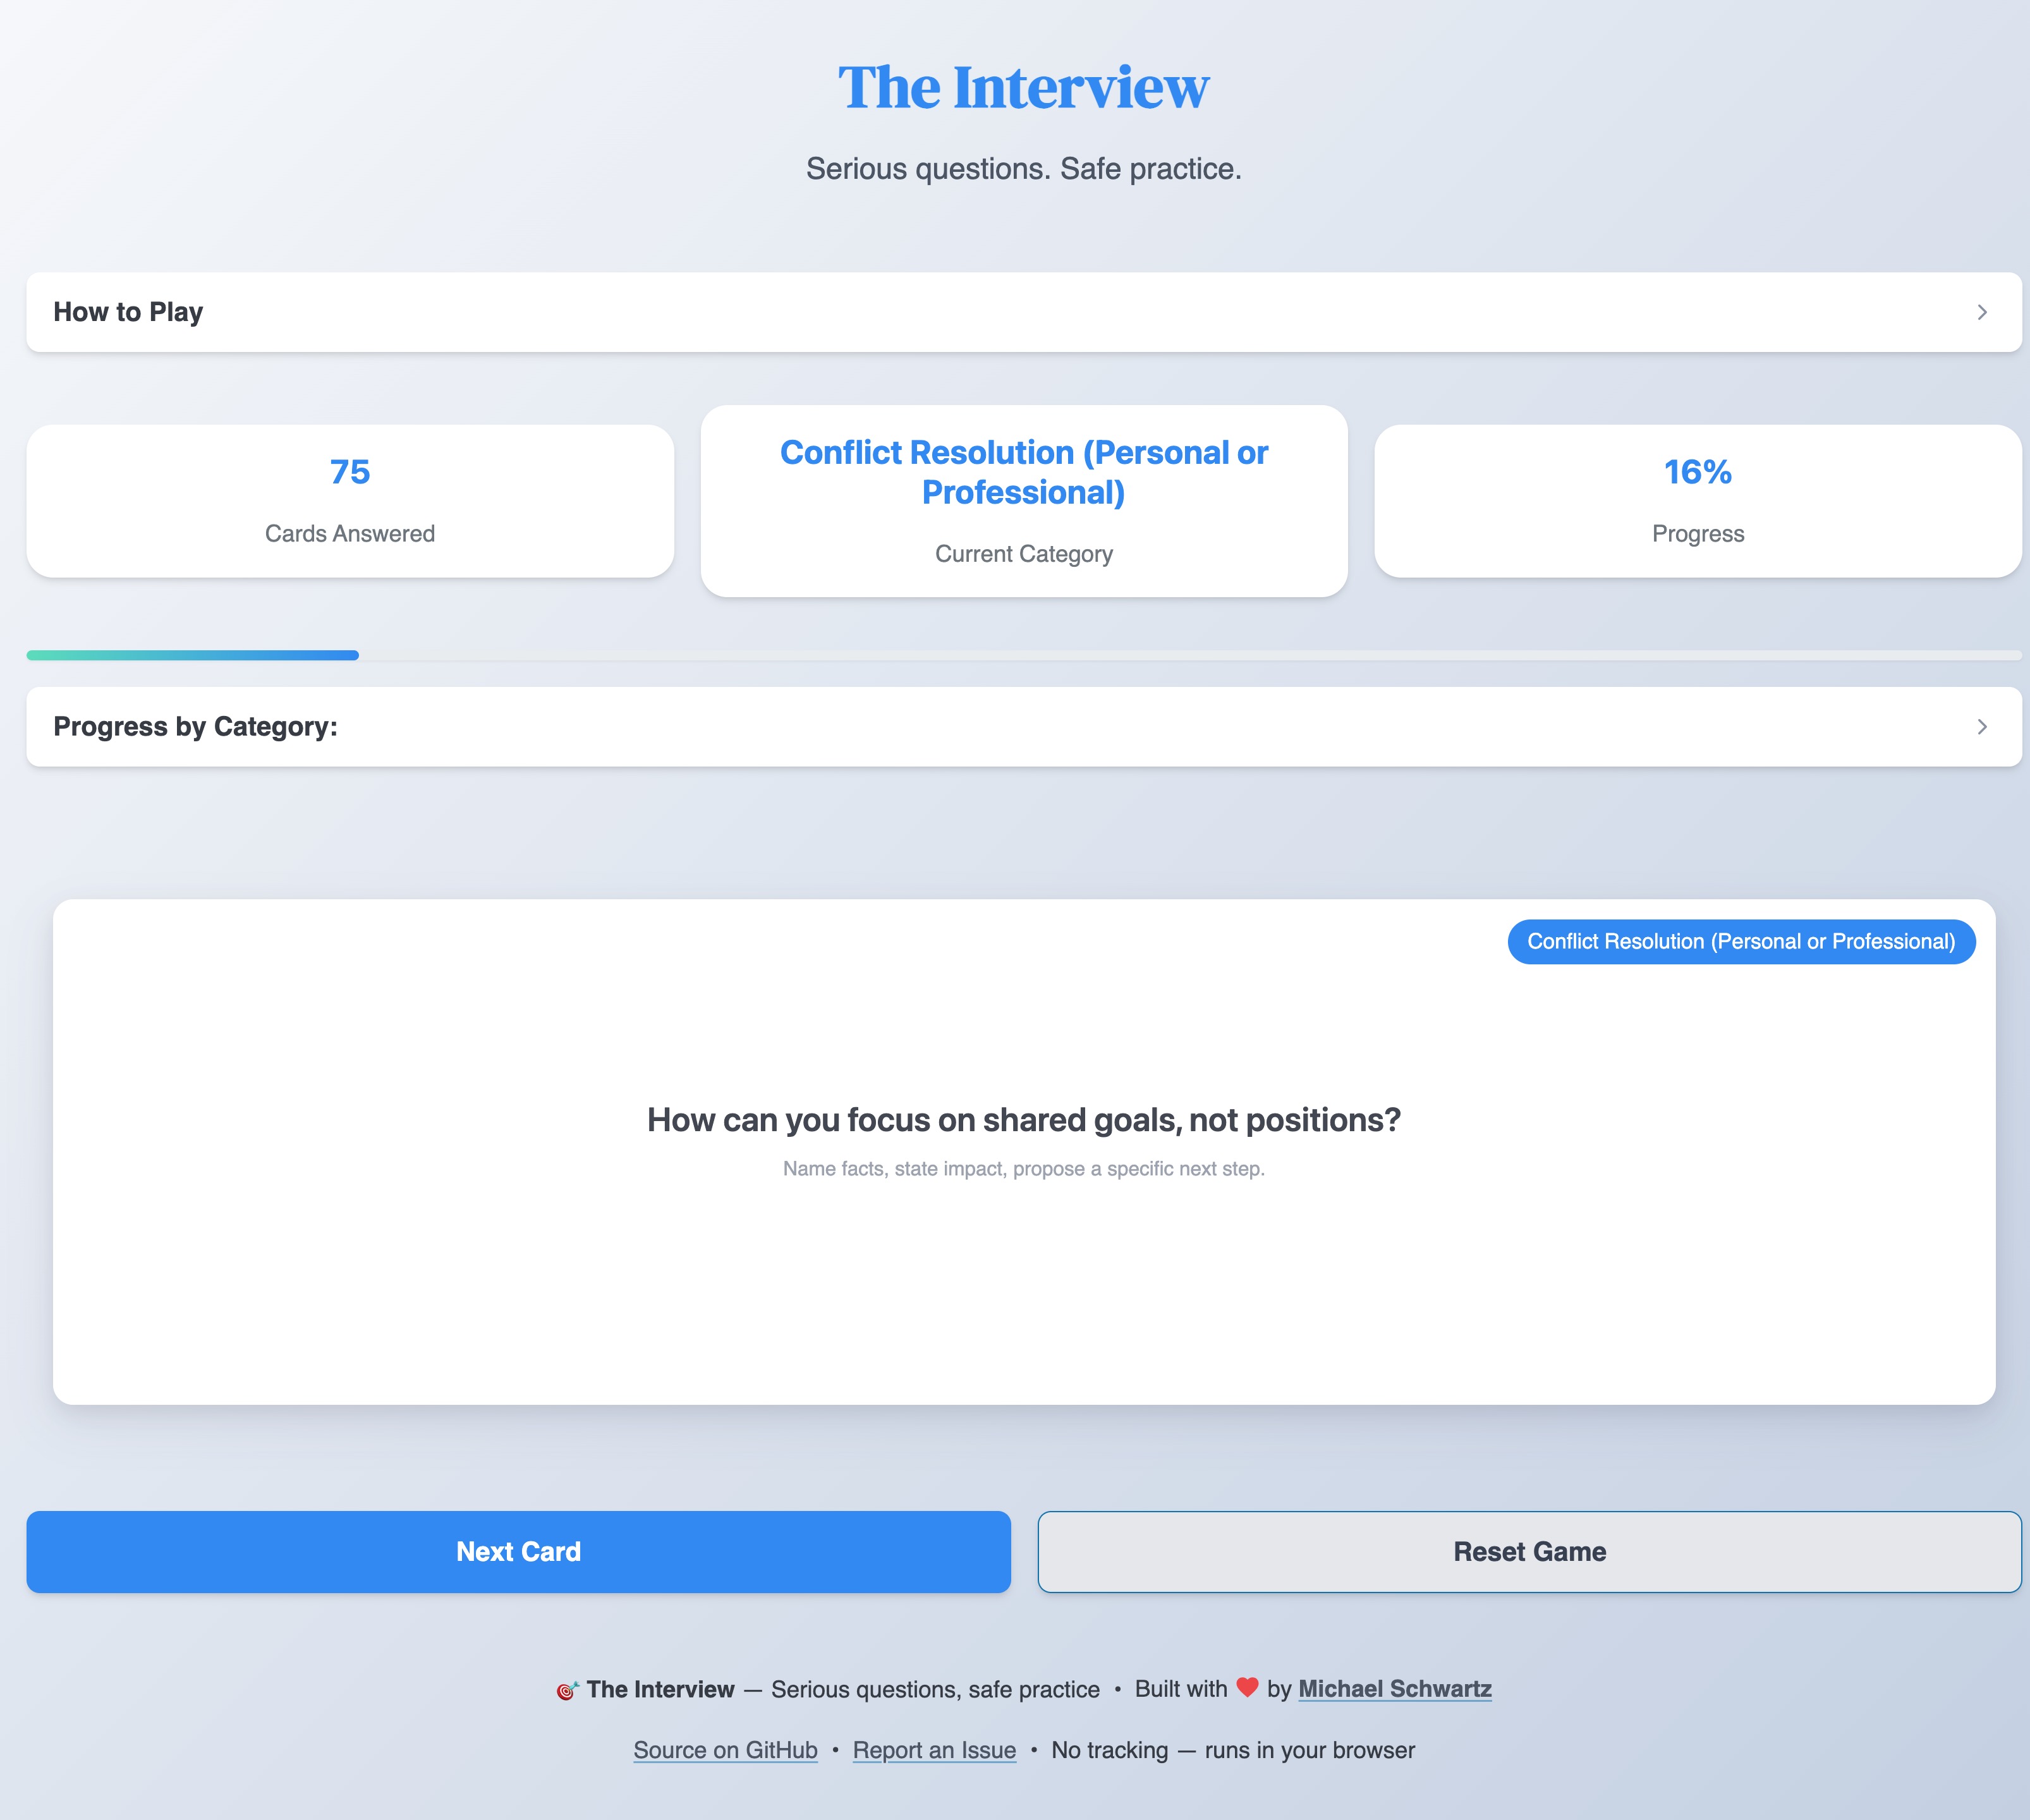 The Interview
Serious questions. Safe practice.
How to Play
75
Cards Answered
Conflict Resolution (Personal or
Professional)
Current Category
16%
Progress
Progress by Category:
Conflict Resolution (Personal or Professional)
How can you focus on shared goals, not positions?
Name facts, state impact, propose a specific next step.
Next Card
Reset Game
🎯 The Interview — Serious questions, safe practice • Built with ❤️ by Michael Schwartz
Source on GitHub • Report an Issue • No tracking — runs in your browser